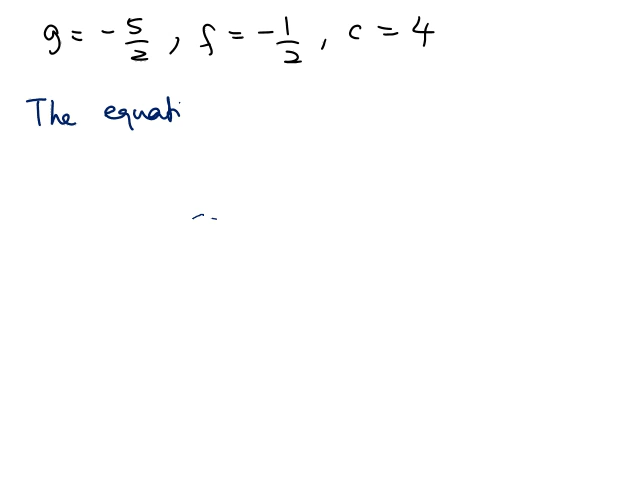 g = -5/2 , f = -1/2 , c = 4
The equati